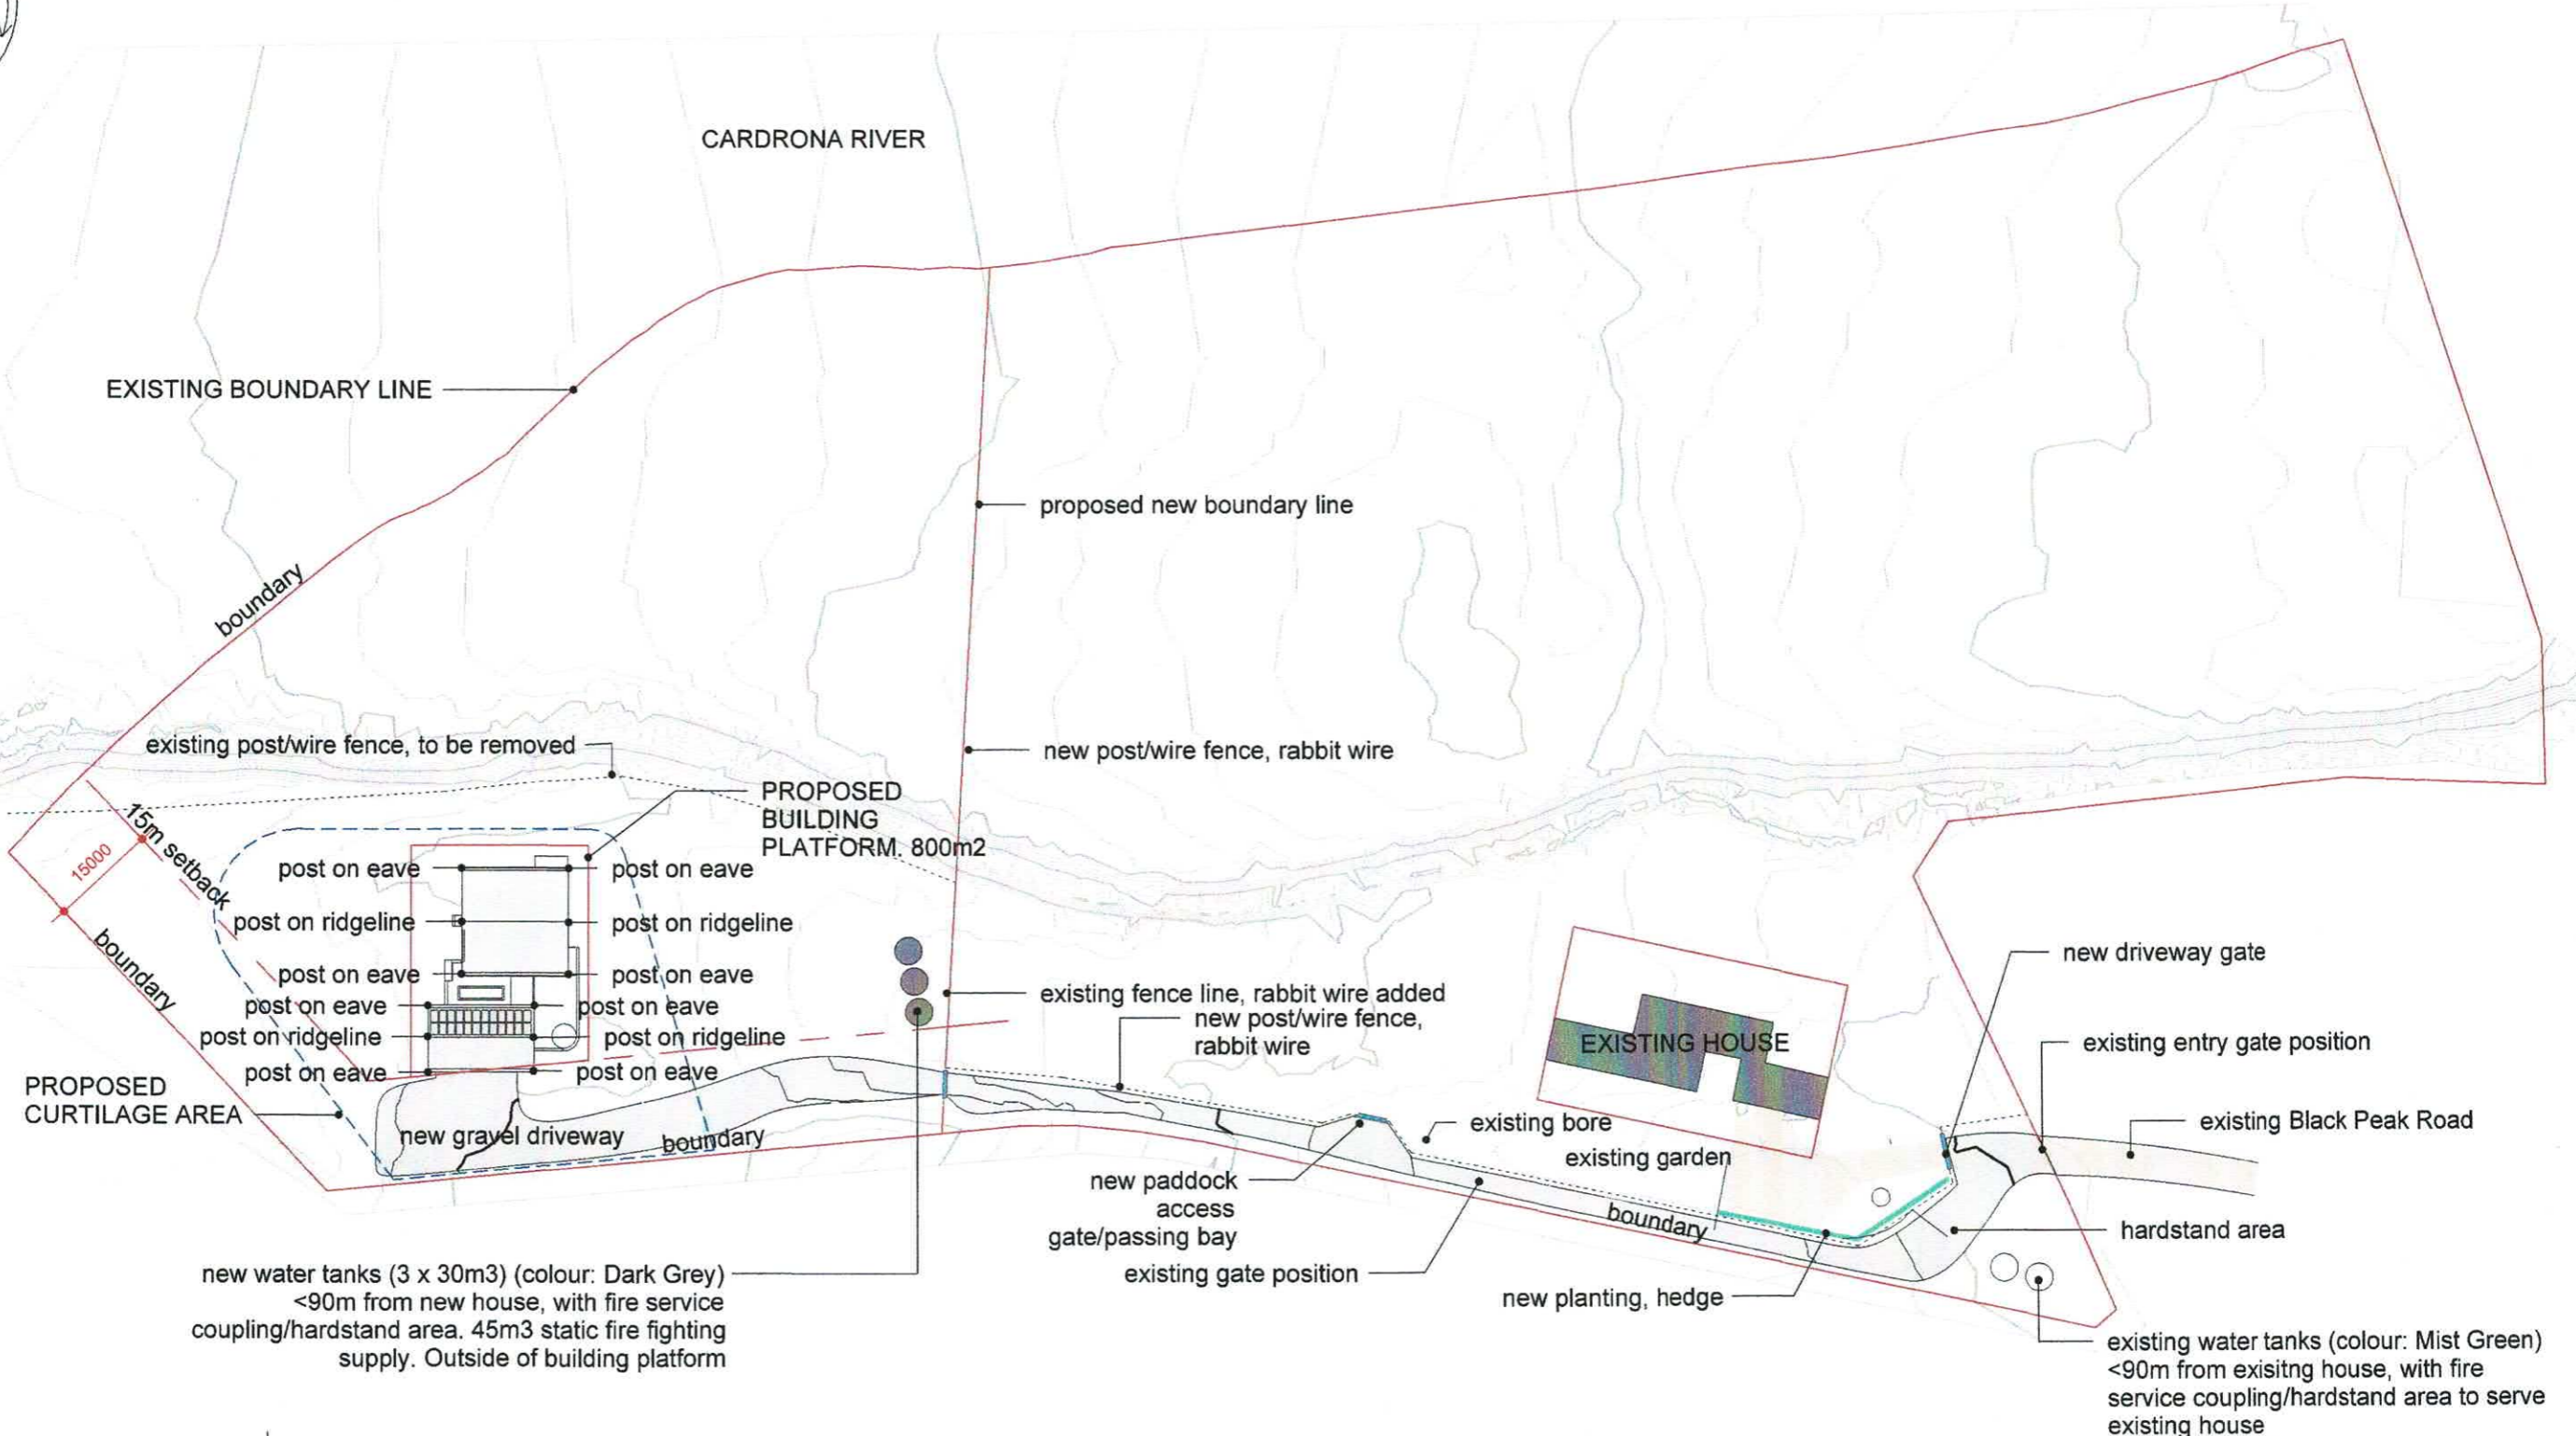 CARDRONA RIVER
EXISTING BOUNDARY LINE
proposed new boundary line
boundary
existing post/wire fence, to be removed
new post/wire fence, rabbit wire
PROPOSED
BUILDING
PLATFORM. 800m2
15m setback
15000
boundary
post on eave
post on eave
post on ridgeline
post on ridgeline
post on eave
post on eave
post on eave
post on eave
post on ridgeline
post on ridgeline
post on eave
post on eave
PROPOSED
CURTILAGE AREA
new gravel driveway
boundary
existing fence line, rabbit wire added
new post/wire fence,
rabbit wire
EXISTING HOUSE
new driveway gate
existing entry gate position
existing Black Peak Road
existing bore
existing garden
new paddock
access
gate/passing bay
existing gate position
boundary
hardstand area
new planting, hedge
new water tanks (3 x 30m3) (colour: Dark Grey)
<90m from new house, with fire service
coupling/hardstand area. 45m3 static fire fighting
supply. Outside of building platform
existing water tanks (colour: Mist Green)
<90m from exisitng house, with fire
service coupling/hardstand area to serve
existing house